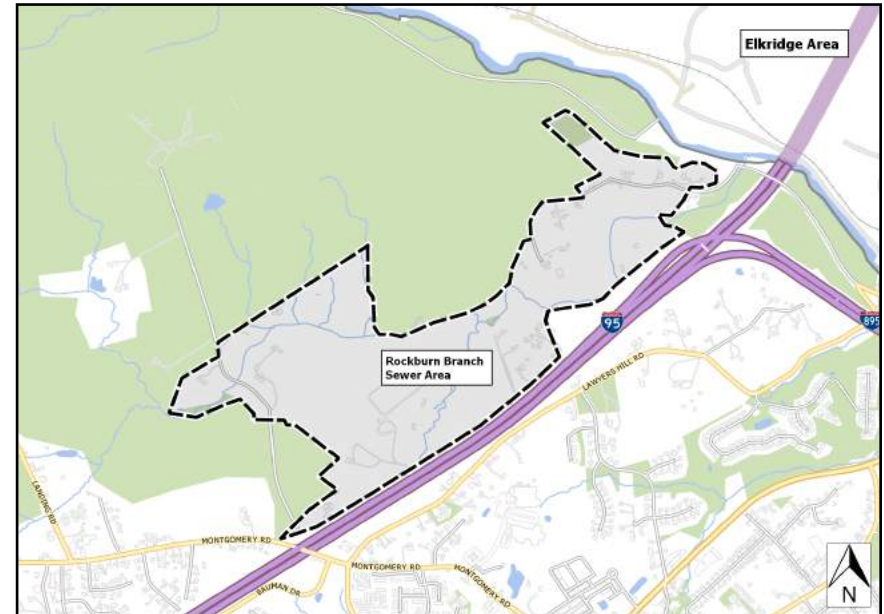 Elkridge Area
95
895
LAWYERS HILL RD
Rockburn Branch
Sewer Area
LANDING RD
MONTGOMERY RD
MONTGOMERY RD
MONTGOMERY RD
BAUMAN DR
N